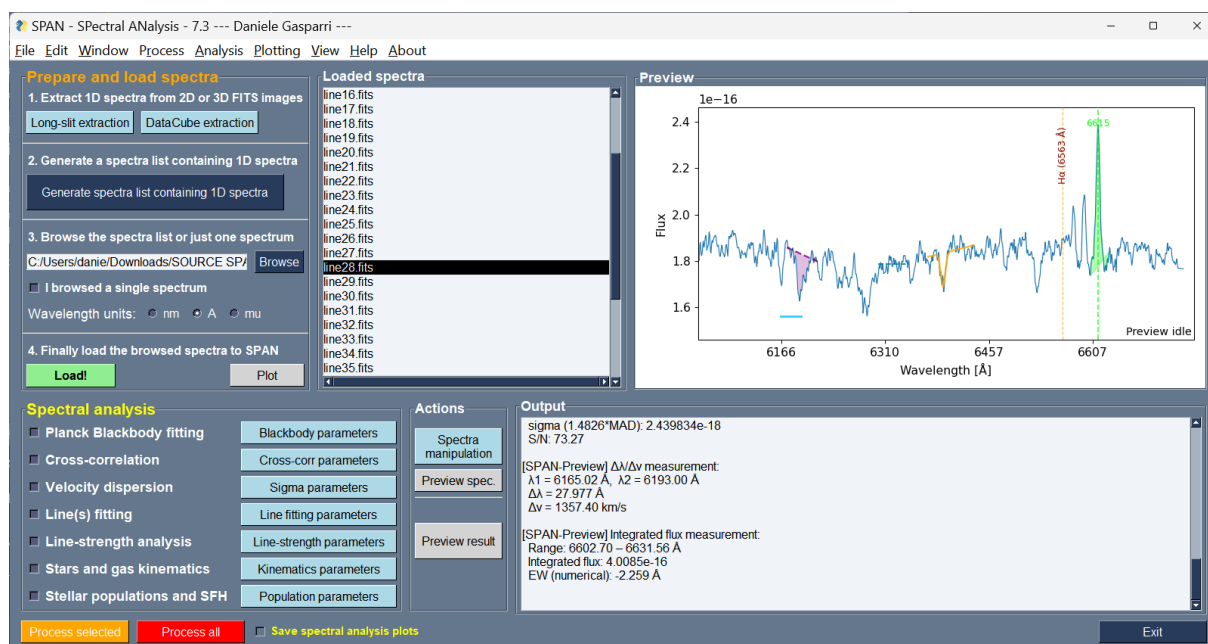 SPAN - SPectral ANalysis - 7.3 --- Daniele Gasparri ---
File Edit Window Process Analysis Plotting View Help About
Prepare and load spectra
1. Extract 1D spectra from 2D or 3D FITS images
Long-slit extraction DataCube extraction
2. Generate a spectra list containing 1D spectra
Generate spectra list containing 1D spectra
3. Browse the spectra list or just one spectrum
C:/Users/danie/Downloads/SOURCE SPA Browse
I browsed a single spectrum
Wavelength units: nm A mu
4. Finally load the browsed spectra to SPAN
Load! Plot
Loaded spectra
line16.fits
line17.fits
line18.fits
line19.fits
line20.fits
line21.fits
line22.fits
line23.fits
line24.fits
line25.fits
line26.fits
line27.fits
line28.fits
line29.fits
line30.fits
line31.fits
line32.fits
line33.fits
line34.fits
line35.fits
Preview
1e−16
2.4
2.2
2.0
1.8
1.6
Flux
Hα (6563 Å)
6615
Preview idle
6166 6310 6457 6607
Wavelength [Å]
Spectral analysis
Planck Blackbody fitting Blackbody parameters
Cross-correlation Cross-corr parameters
Velocity dispersion Sigma parameters
Line(s) fitting Line fitting parameters
Line-strength analysis Line-strength parameters
Stars and gas kinematics Kinematics parameters
Stellar populations and SFH Population parameters
Actions
Spectra
manipulation
Preview spec.
Preview result
Output
sigma (1.4826*MAD): 2.439834e-18
S/N: 73.27
[SPAN-Preview] Δλ/Δv measurement:
λ1 = 6165.02 Å, λ2 = 6193.00 Å
Δλ = 27.977 Å
Δv = 1357.40 km/s
[SPAN-Preview] Integrated flux measurement:
Range: 6602.70 – 6631.56 Å
Integrated flux: 4.0085e-16
EW (numerical): -2.259 Å
Process selected Process all Save spectral analysis plots Exit